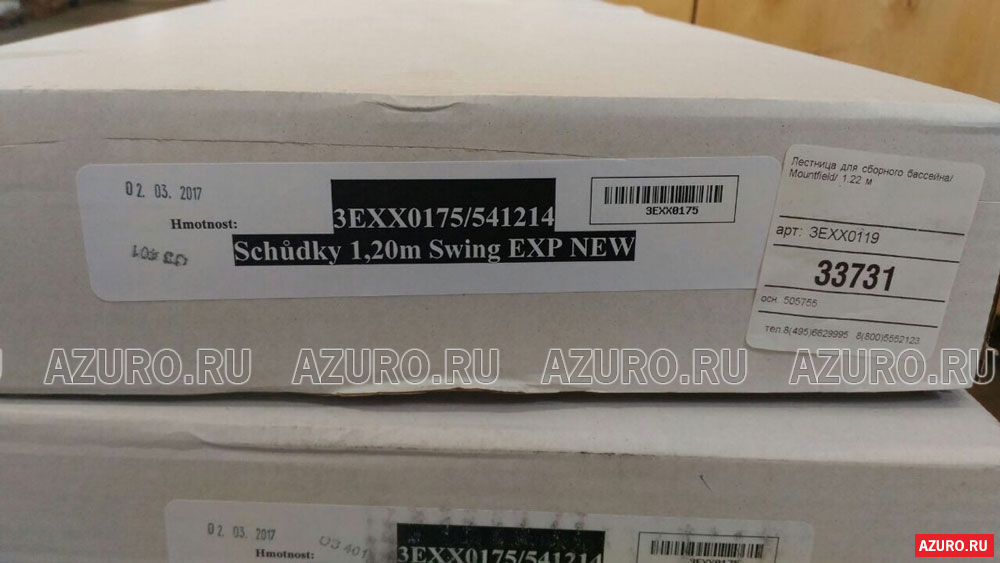 AZURO.RU
02. 03. 2017
Hmotnost:
3EXX0175/541214
Schůdky 1,20m Swing EXP NEW
3EXX0175
Лестница для сборного бассейна/
Mountfield/ 1.22 м
арт: 3EXX0119
33731
осн. 505755
тел.8(495)6629995 8(800)5552123
AZURO.RU AZURO.RU AZURO.RU AZURO.RU
02. 03. 2017
Hmotnost:
3EXX0175/541214
AZURO.RU